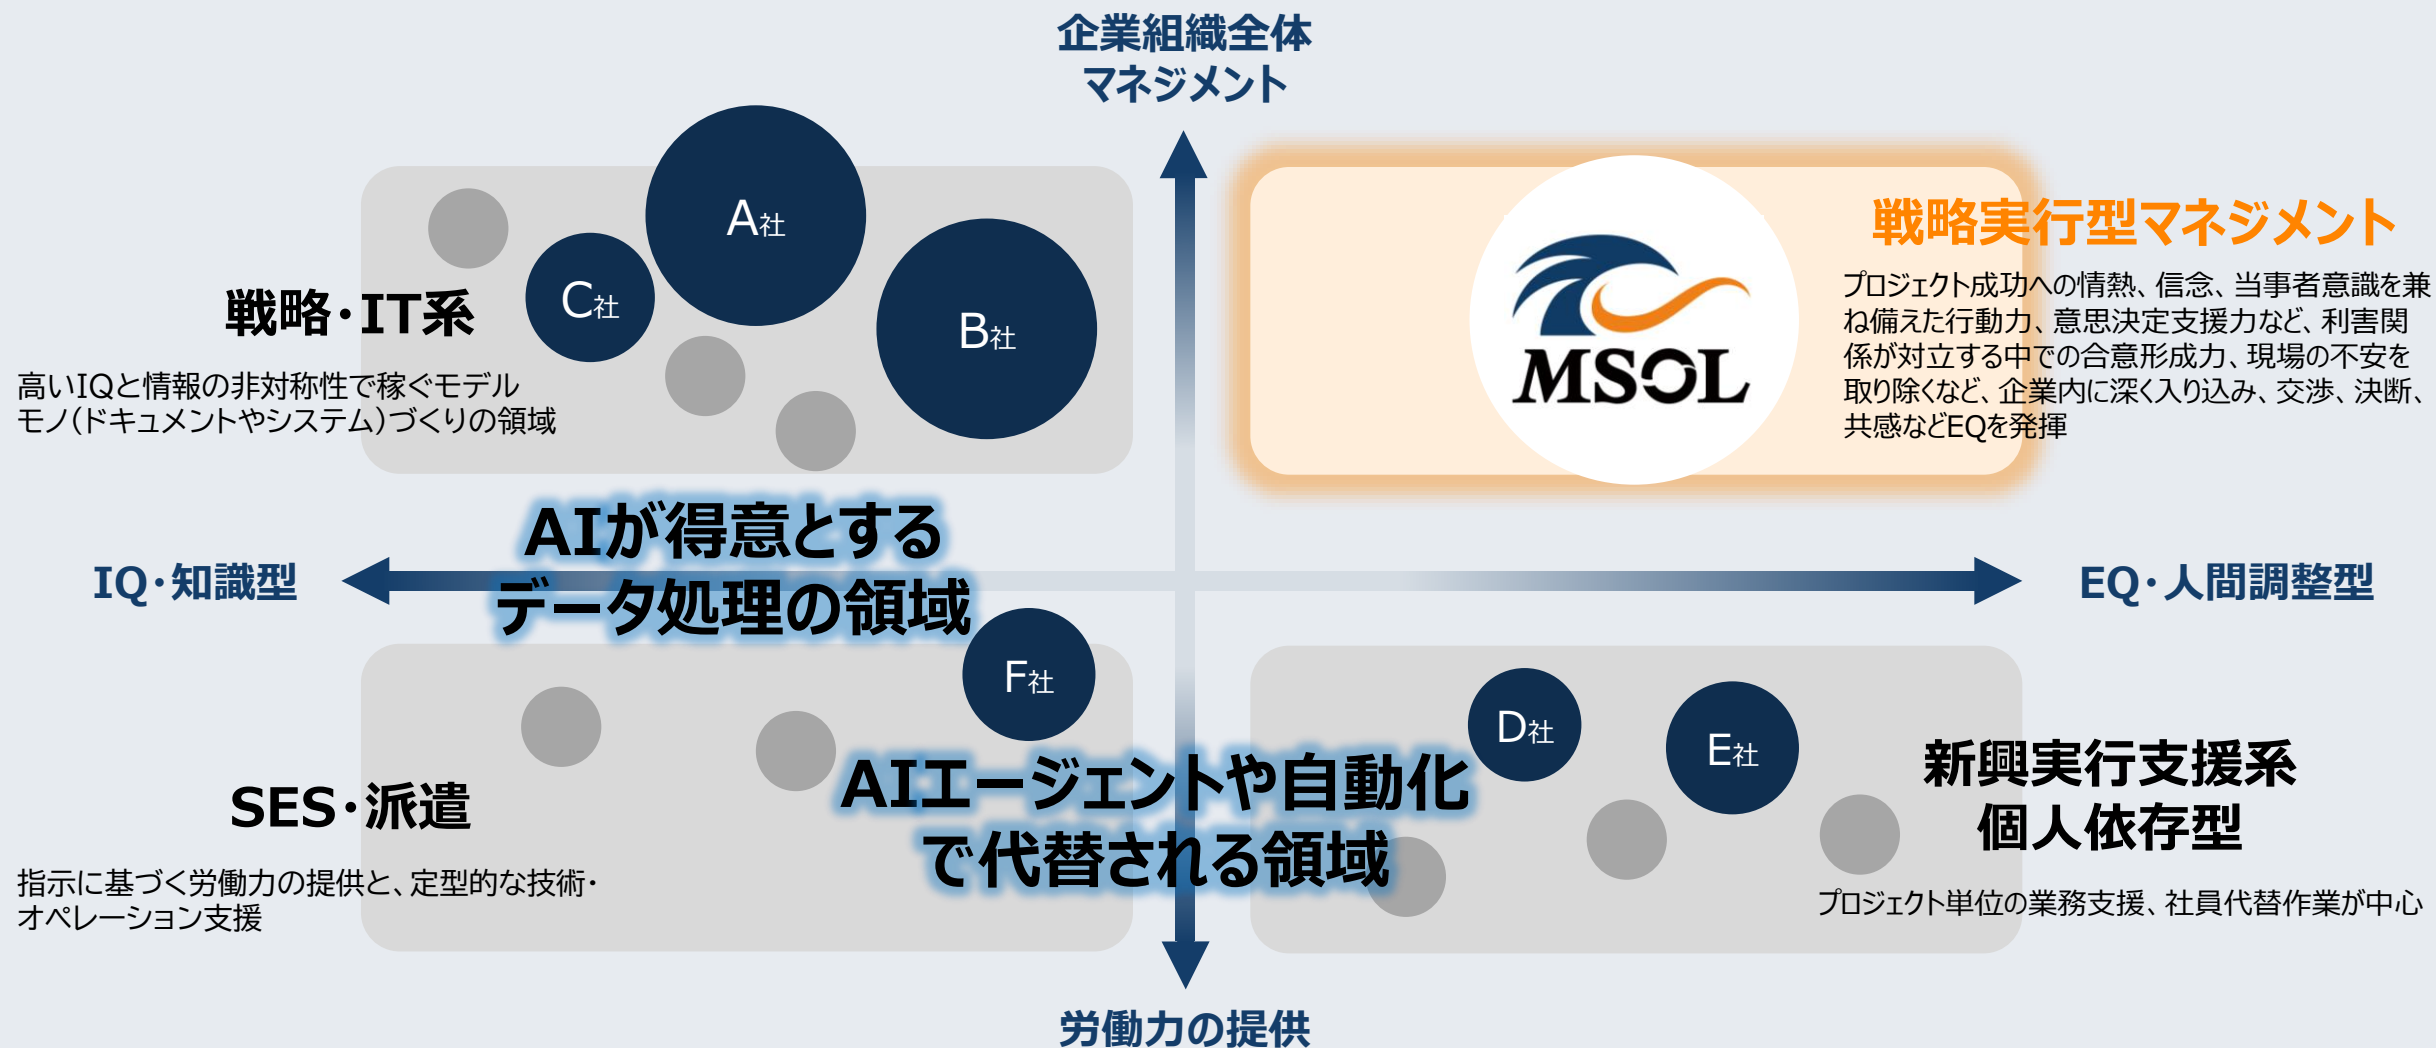 企業組織全体
マネジメント
A社
C社
B社
戦略・IT系
高いIQと情報の非対称性で稼ぐモデル
モノ(ドキュメントやシステム)づくりの領域
MSOL
戦略実行型マネジメント
プロジェクト成功への情熱、信念、当事者意識を兼
ね備えた行動力、意思決定支援力など、利害関
係が対立する中での合意形成力、現場の不安を
取り除くなど、企業内に深く入り込み、交渉、決断、
共感などEQを発揮
AIが得意とする
データ処理の領域
IQ・知識型
EQ・人間調整型
F社
SES・派遣
指示に基づく労働力の提供と、定型的な技術・
オペレーション支援
AIエージェントや自動化
で代替される領域
D社
E社
新興実行支援系
個人依存型
プロジェクト単位の業務支援、社員代替作業が中心
労働力の提供